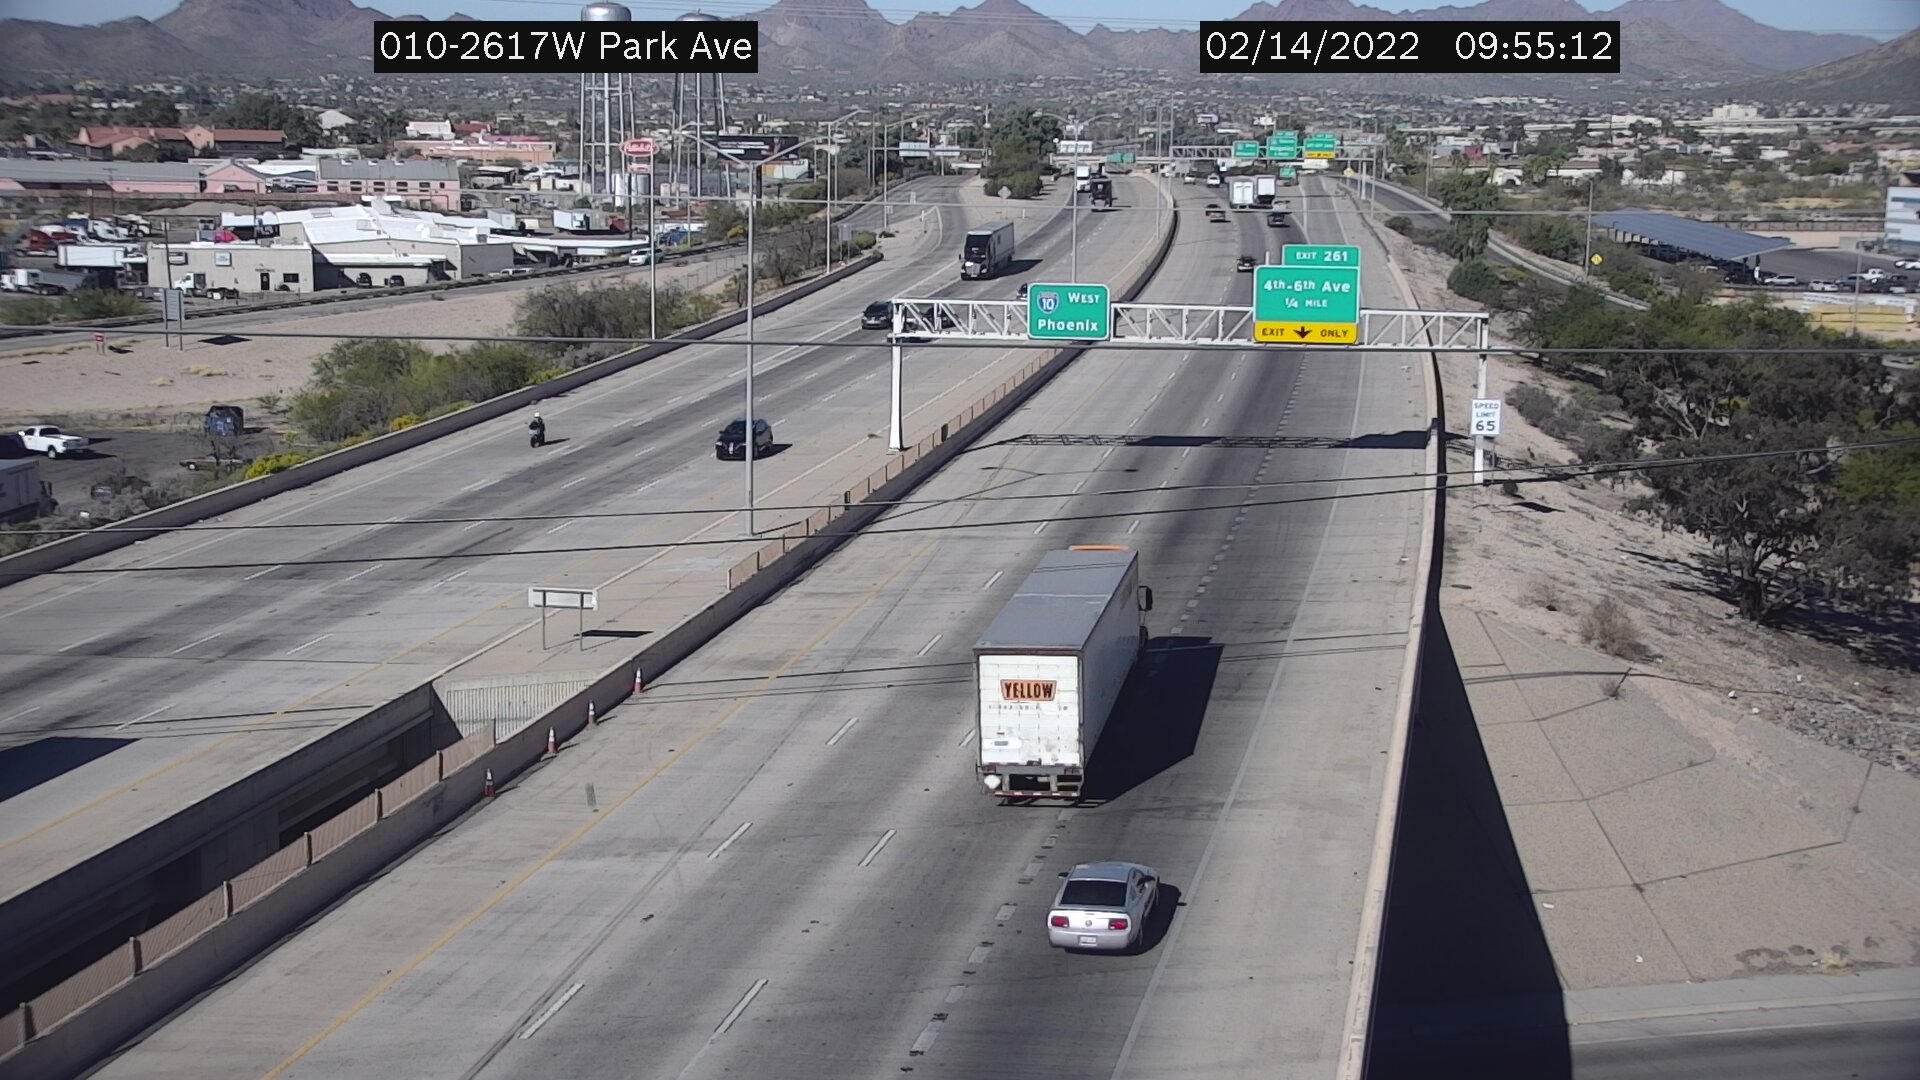 010-2617W Park Ave
02/14/2022 09:55:12
EXIT 261
4th-6th Ave
1/4 MILE
EXIT ONLY
10
WEST
Phoenix
SPEED
LIMIT
65
YELLOW